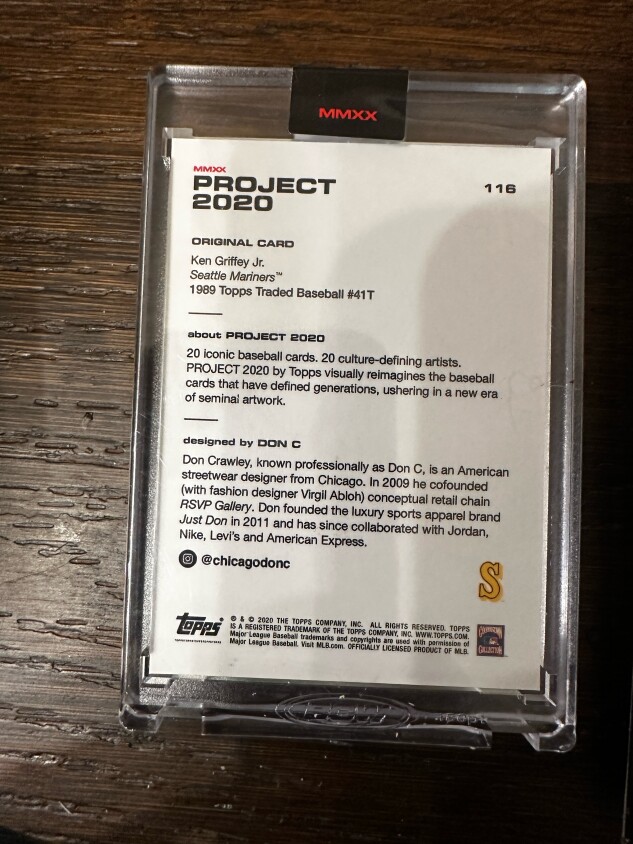 MMXX
MMXX
PROJECT
2020
116
ORIGINAL CARD
Ken Griffey Jr.
Seattle Mariners™
1989 Topps Traded Baseball #41T
about PROJECT 2020
20 iconic baseball cards. 20 culture-defining artists.
PROJECT 2020 by Topps visually reimagines the baseball
cards that have defined generations, ushering in a new era
of seminal artwork.
designed by DON C
Don Crawley, known professionally as Don C, is an American
streetwear designer from Chicago. In 2009 he cofounded
(with fashion designer Virgil Abloh) conceptual retail chain
RSVP Gallery. Don founded the luxury sports apparel brand
Just Don in 2011 and has since collaborated with Jordan,
Nike, Levi's and American Express.
@chicagodonc
S
topps
® & © 2020 THE TOPPS COMPANY, INC. ALL RIGHTS RESERVED. TOPPS
IS A REGISTERED TRADEMARK OF THE TOPPS COMPANY, INC. WWW.TOPPS.COM.
Major League Baseball trademarks and copyrights are used with permission of
Major League Baseball. Visit MLB.com. OFFICIALLY LICENSED PRODUCT OF MLB.
COOPERSTOWN
COLLECTION